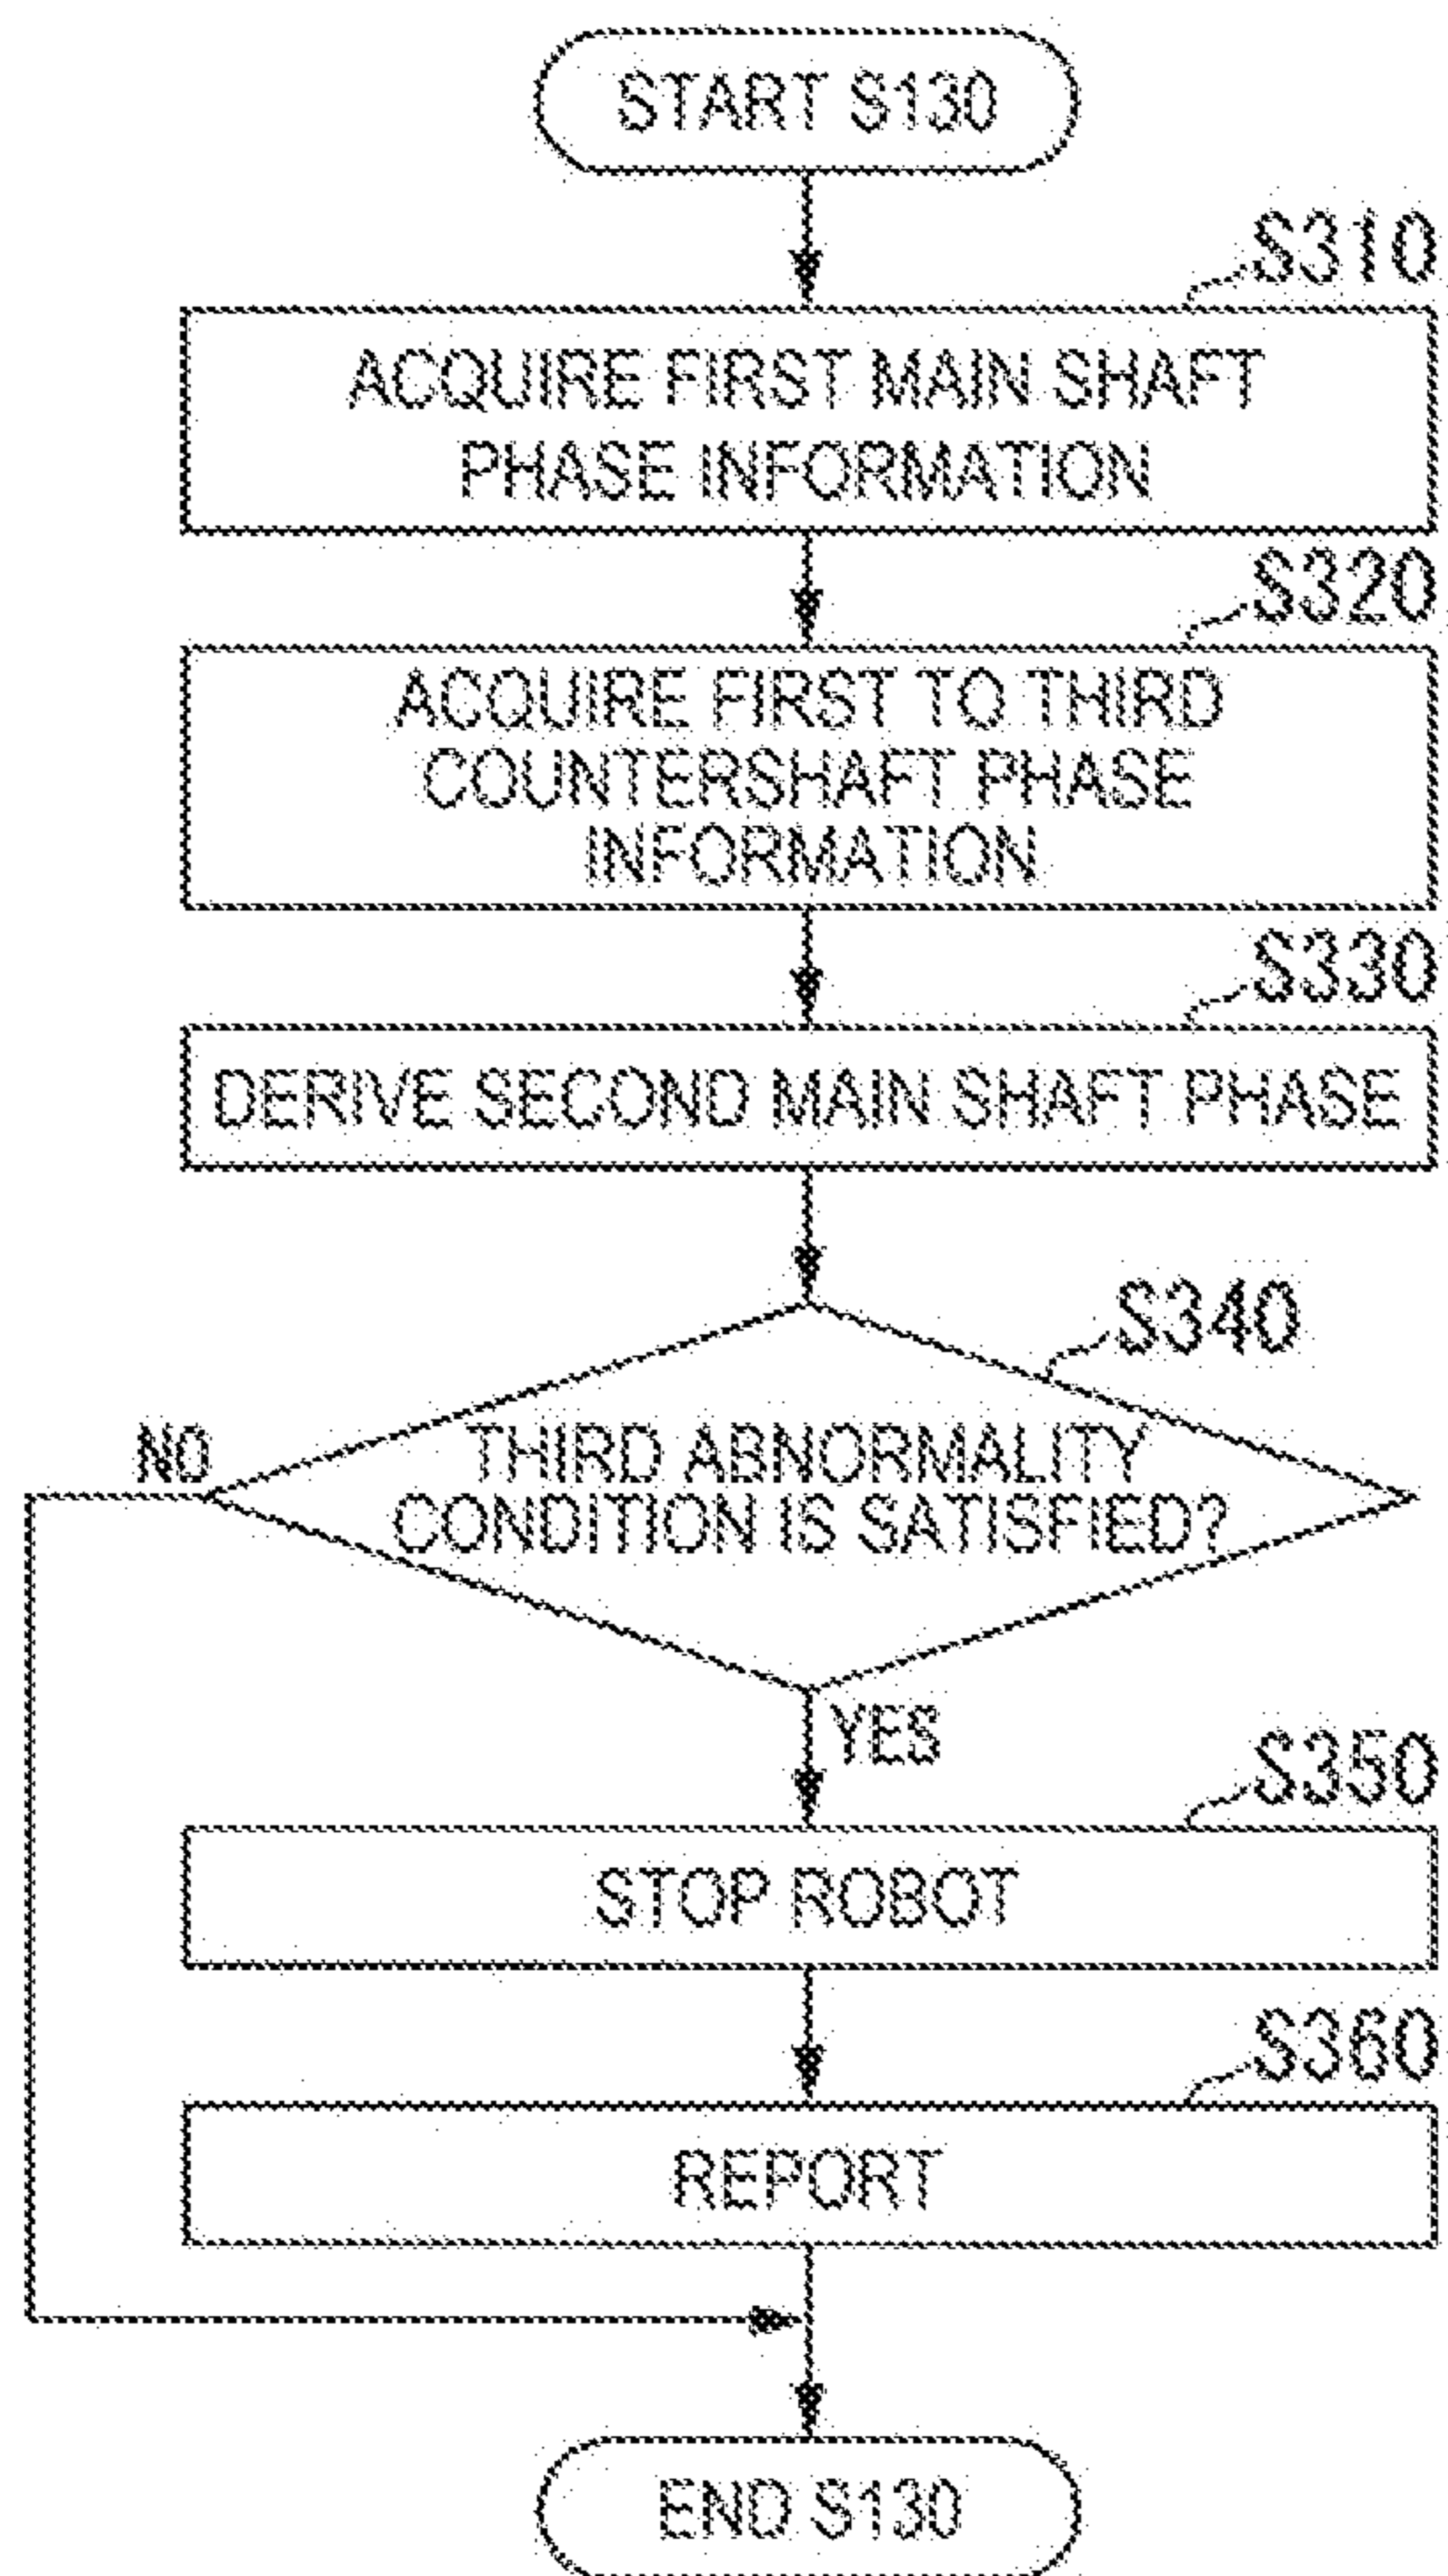 START S130
S310
ACQUIRE FIRST MAIN SHAFT
PHASE INFORMATION
S320
ACQUIRE FIRST TO THIRD
COUNTERSHAFT PHASE
INFORMATION
S330
DERIVE SECOND MAIN SHAFT PHASE
S340
NO
THIRD ABNORMALITY
CONDITION IS SATISFIED?
YES
S350
STOP ROBOT
S360
REPORT
END S130